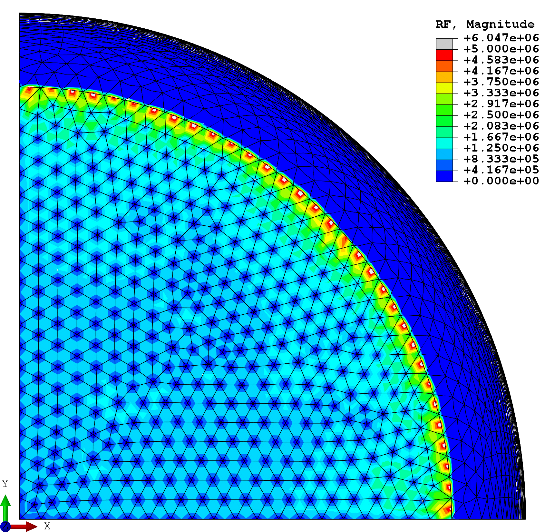 RF, Magnitude
+6.047e+06
+5.000e+06
+4.583e+06
+4.167e+06
+3.750e+06
+3.333e+06
+2.917e+06
+2.500e+06
+2.083e+06
+1.667e+06
+1.250e+06
+8.333e+05
+4.167e+05
+0.000e+00
Y
X